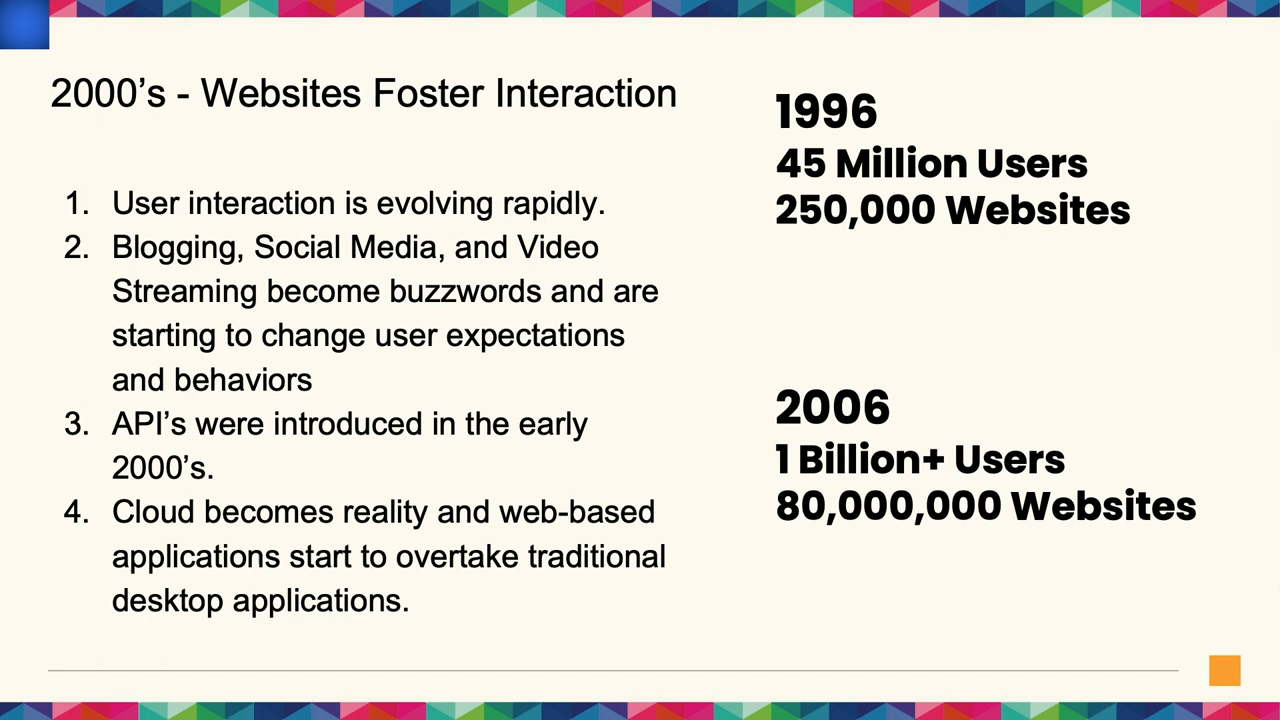 2000’s - Websites Foster Interaction
1. User interaction is evolving rapidly.
2. Blogging, Social Media, and Video
Streaming become buzzwords and are
starting to change user expectations
and behaviors
3. API’s were introduced in the early
2000’s.
4. Cloud becomes reality and web-based
applications start to overtake traditional
desktop applications.
1996
45 Million Users
250,000 Websites
2006
1 Billion+ Users
80,000,000 Websites